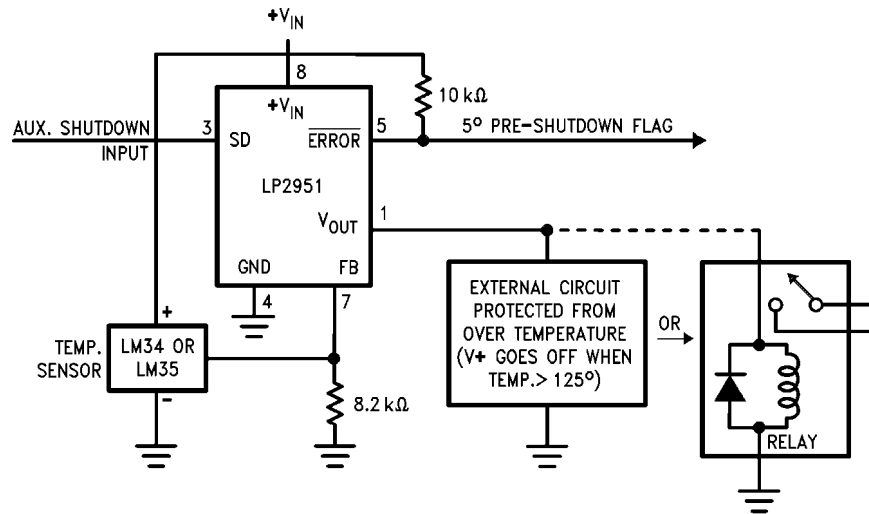 +VIN
8
+VIN
10 kΩ
AUX. SHUTDOWN
INPUT
3
SD
ERROR
5
5° PRE-SHUTDOWN FLAG
LP2951
VOUT
1
GND
FB
4
7
EXTERNAL CIRCUIT
PROTECTED FROM
OVER TEMPERATURE
(V+ GOES OFF WHEN
TEMP.> 125°)
OR
+
TEMP.
SENSOR
LM34 OR
LM35
−
8.2 kΩ
RELAY